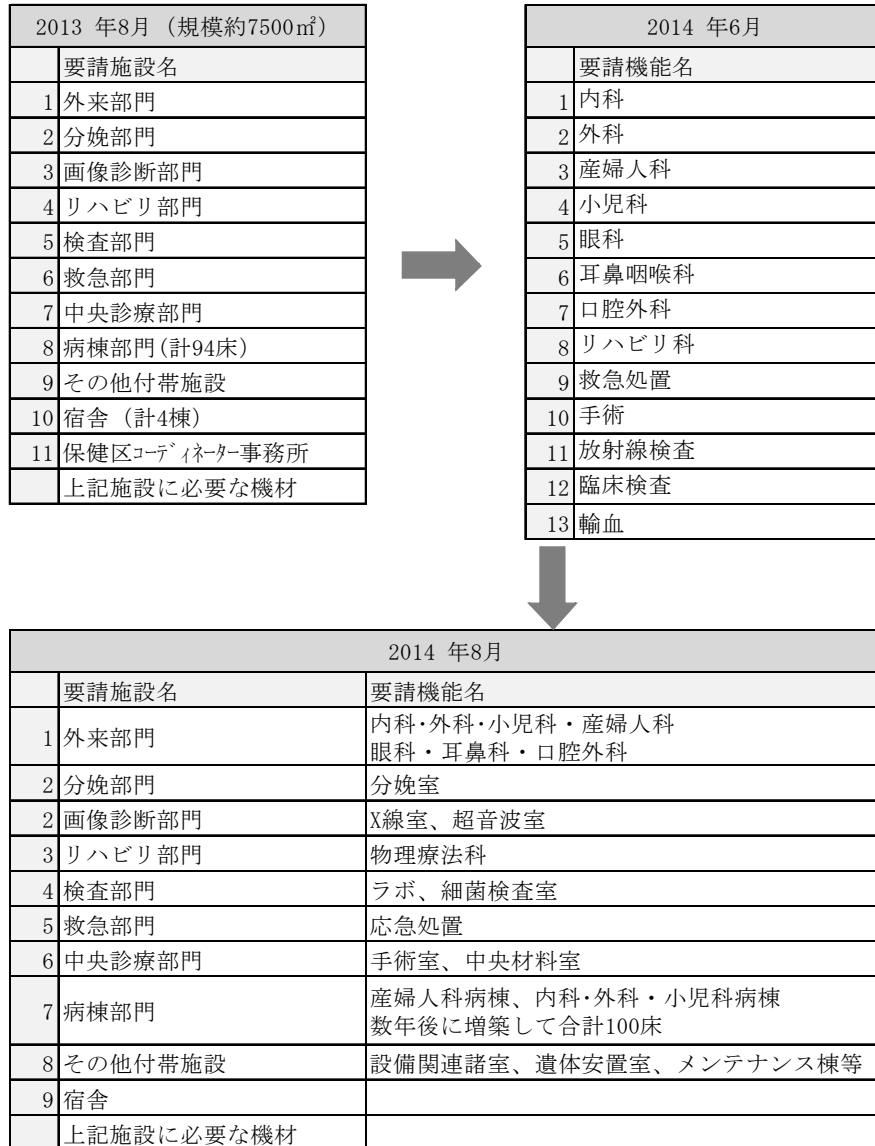 2013 年8月 (規模約7500㎡)
要請施設名
1 外来部門
2 分娩部門
3 画像診断部門
4 リハビリ部門
5 検査部門
6 救急部門
7 中央診療部門
8 病棟部門(計94床)
9 その他付帯施設
10 宿舎 (計4棟)
11 保健区ｺｰﾃﾞｨﾈｰﾀｰ事務所
上記施設に必要な機材
2014 年6月
要請機能名
1 内科
2 外科
3 産婦人科
4 小児科
5 眼科
6 耳鼻咽喉科
7 口腔外科
8 リハビリ科
9 救急処置
10 手術
11 放射線検査
12 臨床検査
13 輸血
2014 年8月
要請施設名 要請機能名
1 外来部門 内科･外科･小児科・産婦人科
眼科・耳鼻科・口腔外科
2 分娩部門 分娩室
2 画像診断部門 X線室、超音波室
3 リハビリ部門 物理療法科
4 検査部門 ラボ、細菌検査室
5 救急部門 応急処置
6 中央診療部門 手術室、中央材料室
7 病棟部門 産婦人科病棟、内科･外科・小児科病棟
数年後に増築して合計100床
8 その他付帯施設 設備関連諸室、遺体安置室、メンテナンス棟等
9 宿舎
上記施設に必要な機材